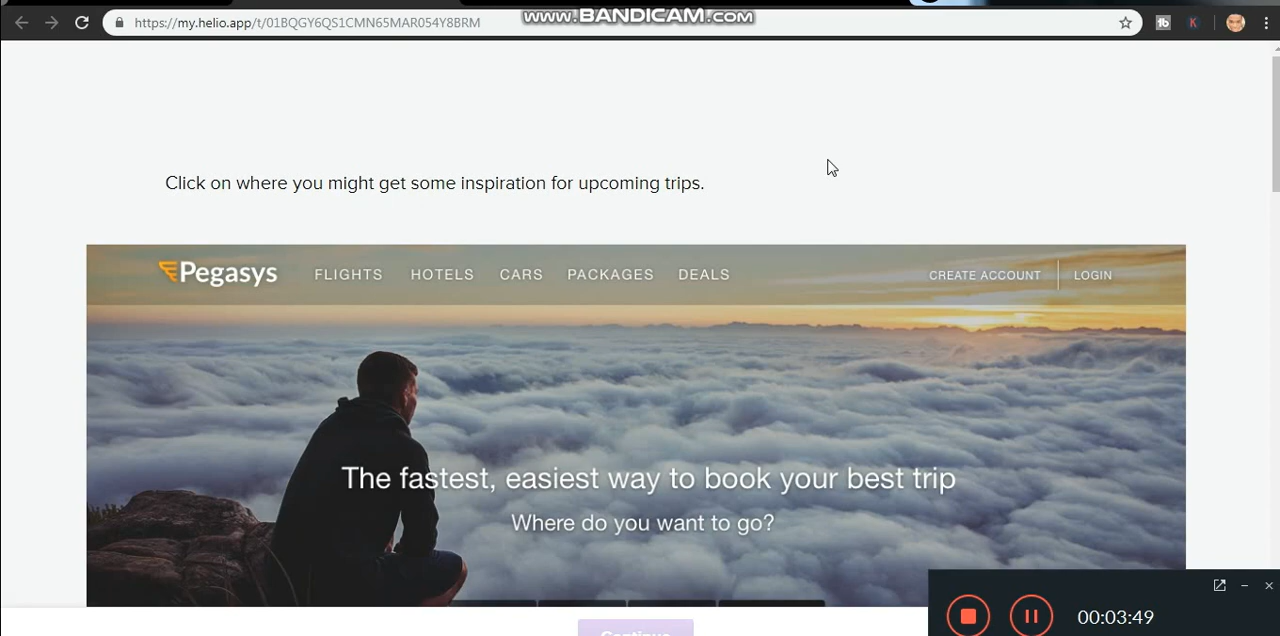 www.BANDICAM.com
https://my.helio.app/t/01BQGY6QS1CMN65MAR054Y8BRM
K
Click on where you might get some inspiration for upcoming trips.
Pegasys FLIGHTS HOTELS CARS PACKAGES DEALS CREATE ACCOUNT LOGIN
The fastest, easiest way to book your best trip
Where do you want to go?
Continue
00:03:49